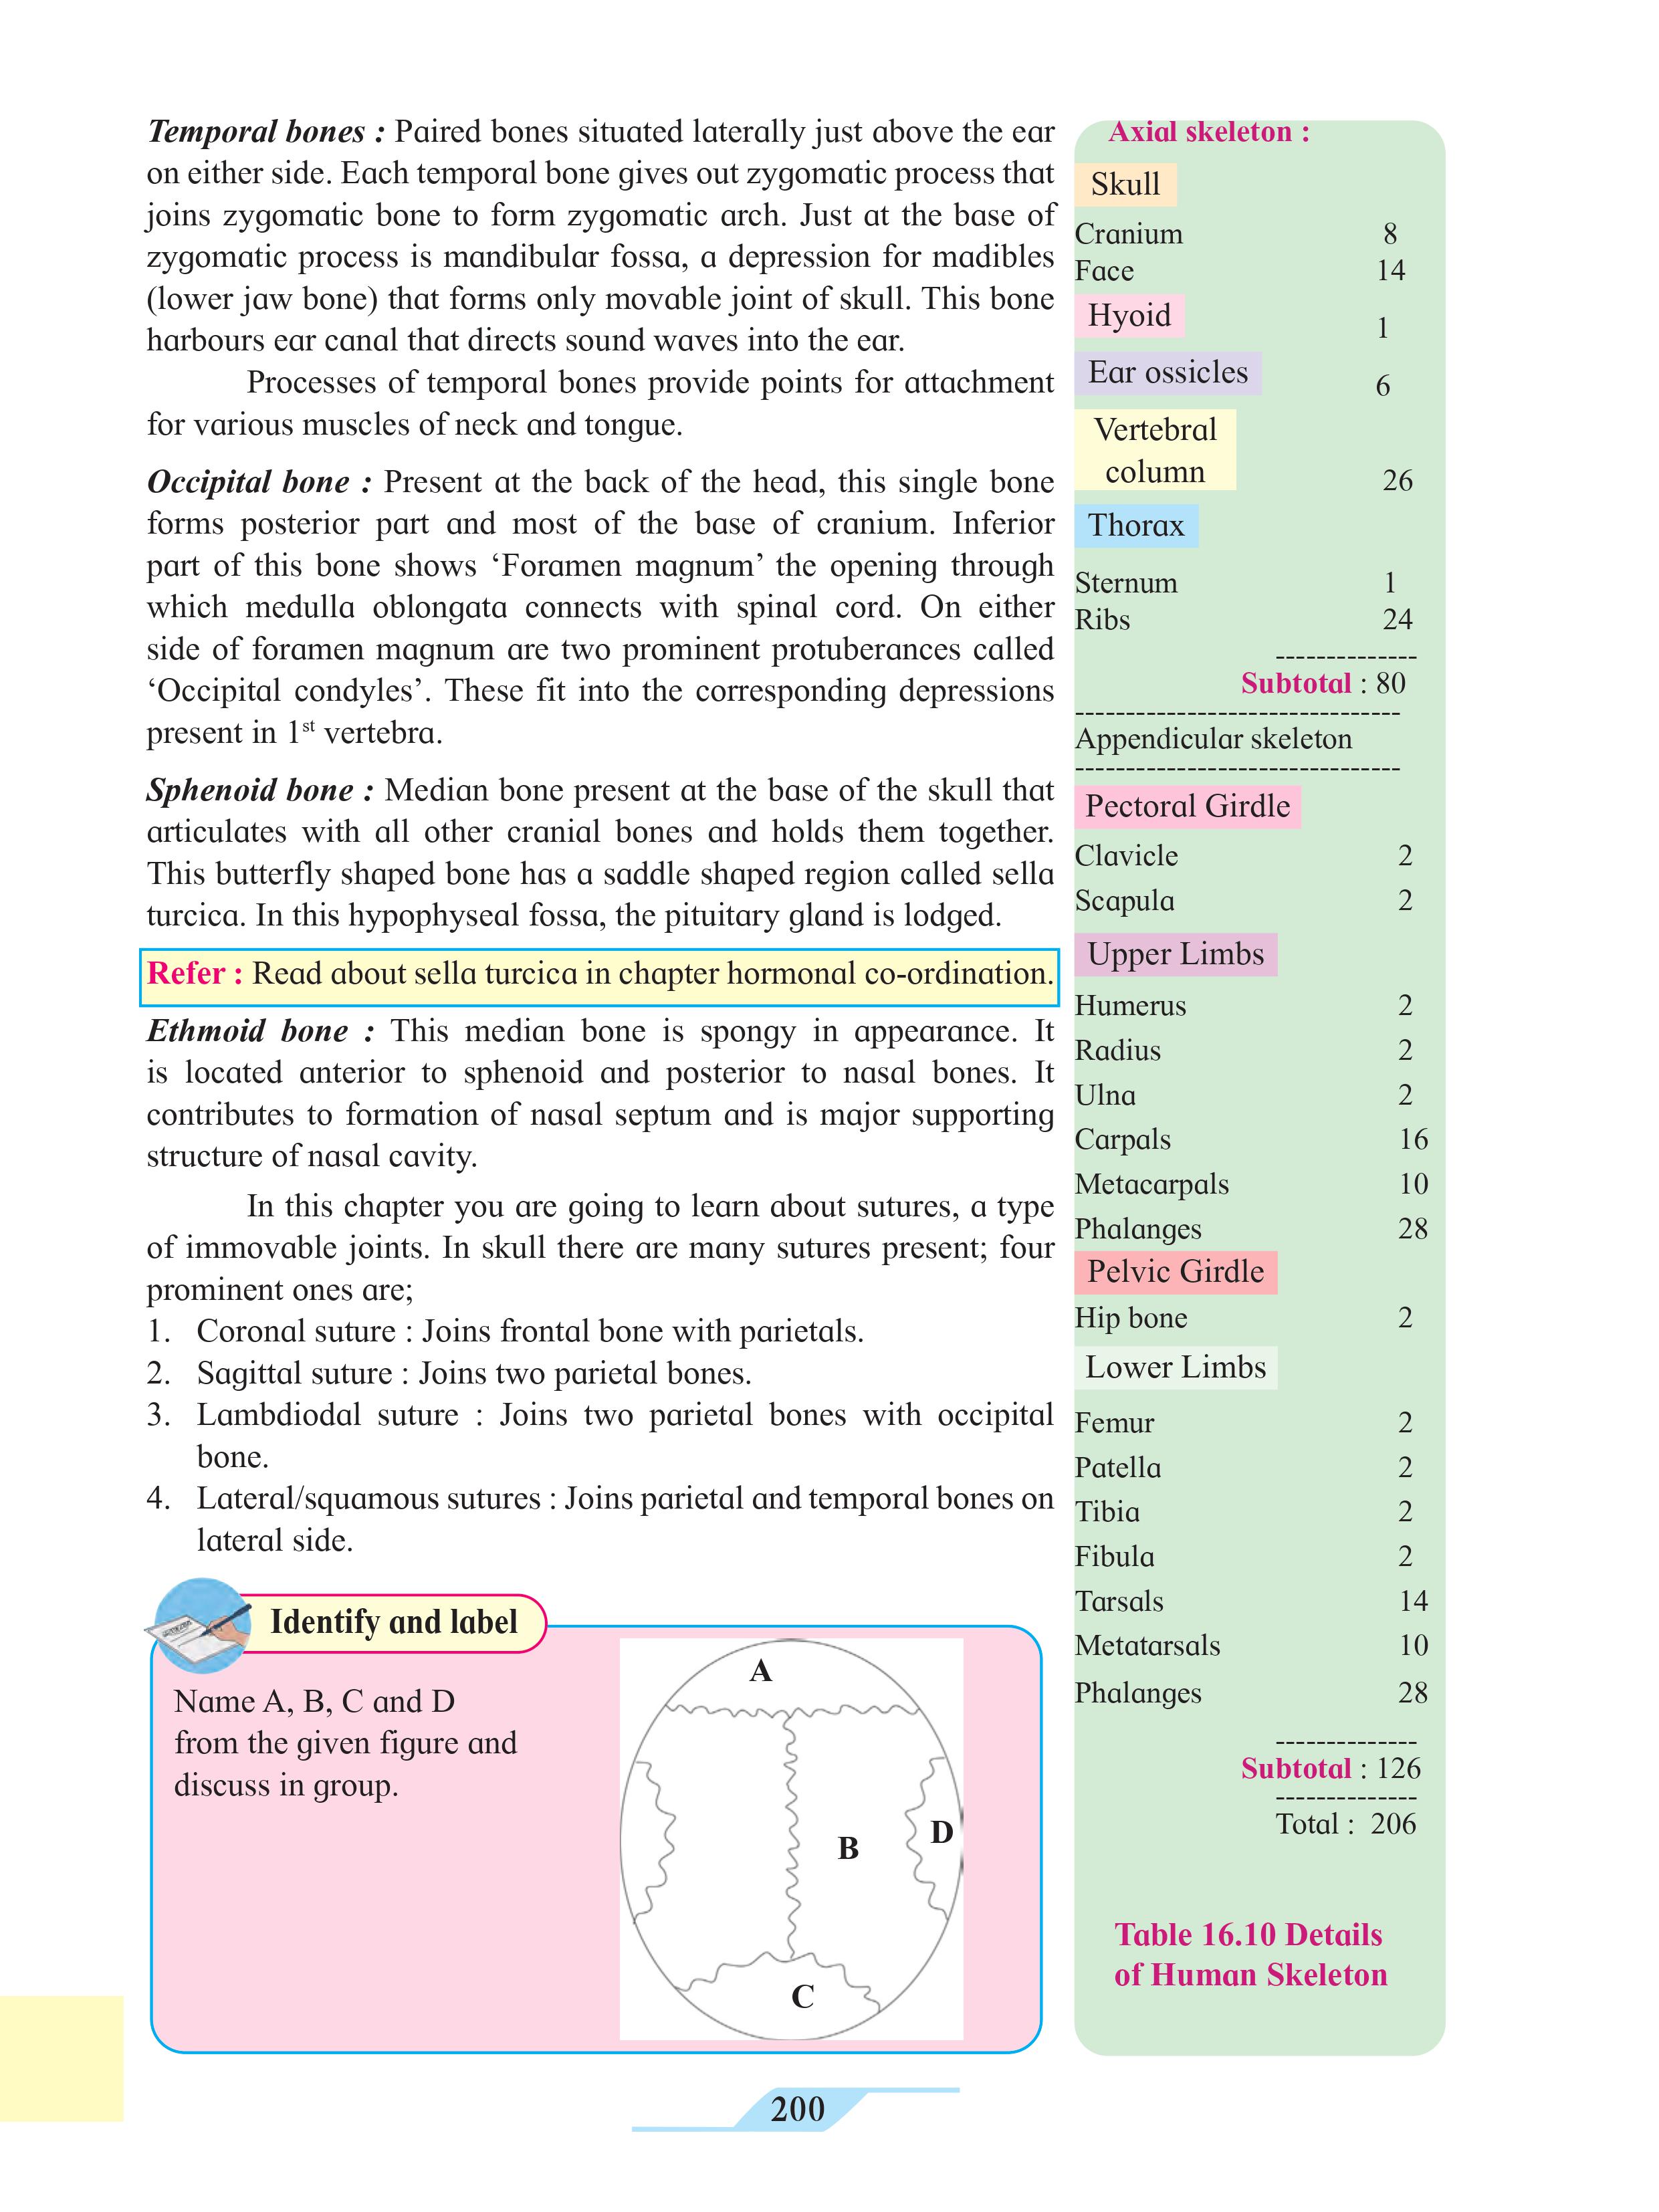 Temporal bones : Paired bones situated laterally just above the ear
on either side. Each temporal bone gives out zygomatic process that
joins zygomatic bone to form zygomatic arch. Just at the base of
zygomatic process is mandibular fossa, a depression for madibles
(lower jaw bone) that forms only movable joint of skull. This bone
harbours ear canal that directs sound waves into the ear.
Processes of temporal bones provide points for attachment
for various muscles of neck and tongue.
Occipital bone : Present at the back of the head, this single bone
forms posterior part and most of the base of cranium. Inferior
part of this bone shows ‘Foramen magnum’ the opening through
which medulla oblongata connects with spinal cord. On either
side of foramen magnum are two prominent protuberances called
‘Occipital condyles’. These fit into the corresponding depressions
present in 1st vertebra.
Sphenoid bone : Median bone present at the base of the skull that
articulates with all other cranial bones and holds them together.
This butterfly shaped bone has a saddle shaped region called sella
turcica. In this hypophyseal fossa, the pituitary gland is lodged.
Refer : Read about sella turcica in chapter hormonal co-ordination.
Ethmoid bone : This median bone is spongy in appearance. It
is located anterior to sphenoid and posterior to nasal bones. It
contributes to formation of nasal septum and is major supporting
structure of nasal cavity.
In this chapter you are going to learn about sutures, a type
of immovable joints. In skull there are many sutures present; four
prominent ones are;
1. Coronal suture : Joins frontal bone with parietals.
2. Sagittal suture : Joins two parietal bones.
3. Lambdiodal suture : Joins two parietal bones with occipital
bone.
4. Lateral/squamous sutures : Joins parietal and temporal bones on
lateral side.
Identify and label
Name A, B, C and D
from the given figure and
discuss in group.
A
B
D
C
Axial skeleton :
Skull
Cranium 8
Face 14
Hyoid 1
Ear ossicles 6
Vertebral
column 26
Thorax
Sternum 1
Ribs 24
--------------
Subtotal : 80
--------------------------------
Appendicular skeleton
--------------------------------
Pectoral Girdle
Clavicle 2
Scapula 2
Upper Limbs
Humerus 2
Radius 2
Ulna 2
Carpals 16
Metacarpals 10
Phalanges 28
Pelvic Girdle
Hip bone 2
Lower Limbs
Femur 2
Patella 2
Tibia 2
Fibula 2
Tarsals 14
Metatarsals 10
Phalanges 28
--------------
Subtotal : 126
--------------
Total : 206
Table 16.10 Details
of Human Skeleton
200